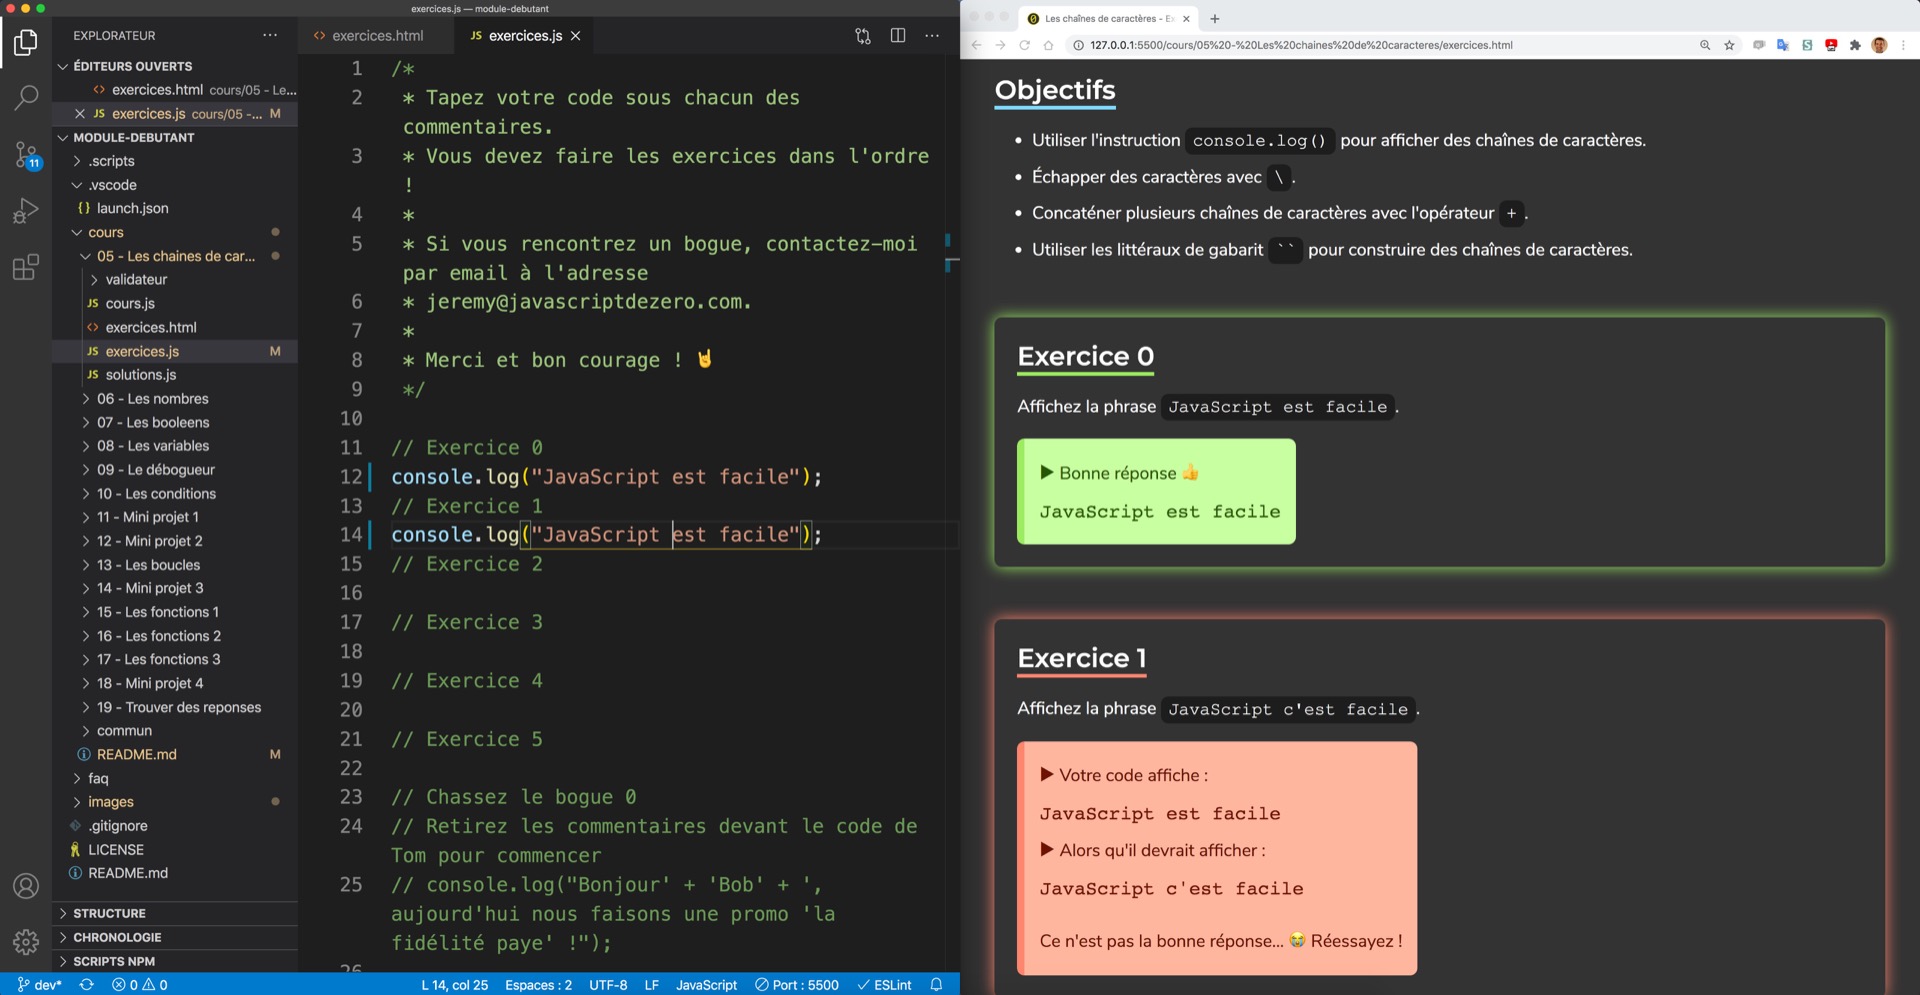 exercices.js — module-debutant
EXPLORATEUR
exercices.html
exercices.js
ÉDITEURS OUVERTS
exercices.html cours/05 - Le...
exercices.js cours/05 -... M
MODULE-DEBUTANT
.scripts
.vscode
{} launch.json
cours
05 - Les chaines de car...
validateur
JS cours.js
<> exercices.html
JS exercices.js M
JS solutions.js
06 - Les nombres
07 - Les booleens
08 - Les variables
09 - Le débogueur
10 - Les conditions
11 - Mini projet 1
12 - Mini projet 2
13 - Les boucles
14 - Mini projet 3
15 - Les fonctions 1
16 - Les fonctions 2
17 - Les fonctions 3
18 - Mini projet 4
19 - Trouver des reponses
commun
README.md M
faq
images
.gitignore
LICENSE
README.md
STRUCTURE
CHRONOLOGIE
SCRIPTS NPM
11
1 /*
2 * Tapez votre code sous chacun des
commentaires.
3 * Vous devez faire les exercices dans l'ordre
!
4 *
5 * Si vous rencontrez un bogue, contactez-moi
par email à l'adresse
6 * jeremy@javascriptdezero.com.
7 *
8 * Merci et bon courage ! 🤘
9 */
10
11 // Exercice 0
12 console.log("JavaScript est facile");
13 // Exercice 1
14 console.log("JavaScript est facile");
15 // Exercice 2
16
17 // Exercice 3
18
19 // Exercice 4
20
21 // Exercice 5
22
23 // Chassez le bogue 0
24 // Retirez les commentaires devant le code de
Tom pour commencer
25 // console.log("Bonjour' + 'Bob' + ',
aujourd'hui nous faisons une promo 'la
fidélité paye' !");
26
dev* 0 0 L 14, col 25 Espaces : 2 UTF-8 LF JavaScript Port : 5500 ESLint
Les chaînes de caractères - Ex
127.0.0.1:5500/cours/05%20-%20Les%20chaines%20de%20caracteres/exercices.html
Objectifs
• Utiliser l'instruction console.log() pour afficher des chaînes de caractères.
• Échapper des caractères avec \.
• Concaténer plusieurs chaînes de caractères avec l'opérateur +.
• Utiliser les littéraux de gabarit `` pour construire des chaînes de caractères.
Exercice 0
Affichez la phrase JavaScript est facile.
▶ Bonne réponse 👍
JavaScript est facile
Exercice 1
Affichez la phrase JavaScript c'est facile.
▶ Votre code affiche :
JavaScript est facile
▶ Alors qu'il devrait afficher :
JavaScript c'est facile
Ce n'est pas la bonne réponse... 😭 Réessayez !